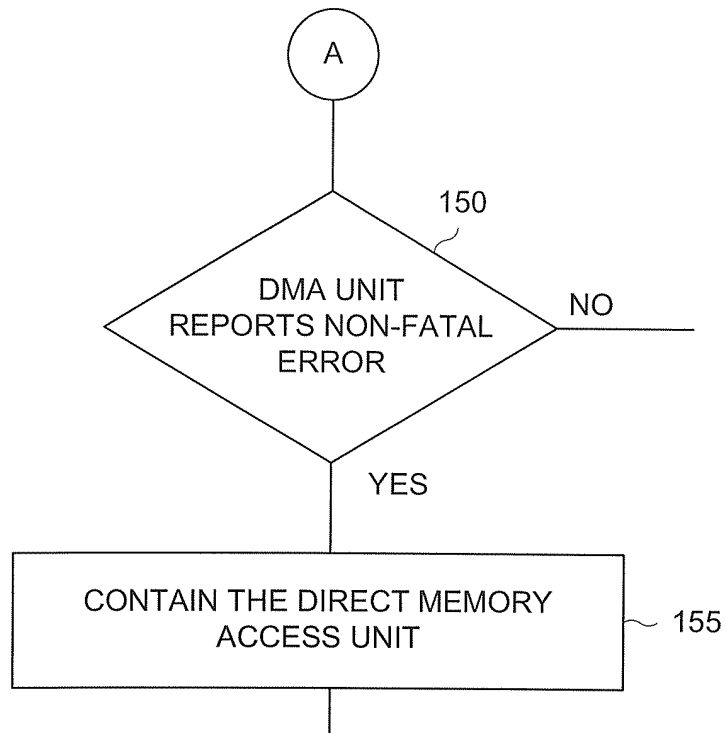 A
150
DMA UNIT
REPORTS NON-FATAL
ERROR
NO
YES
CONTAIN THE DIRECT MEMORY
ACCESS UNIT
155